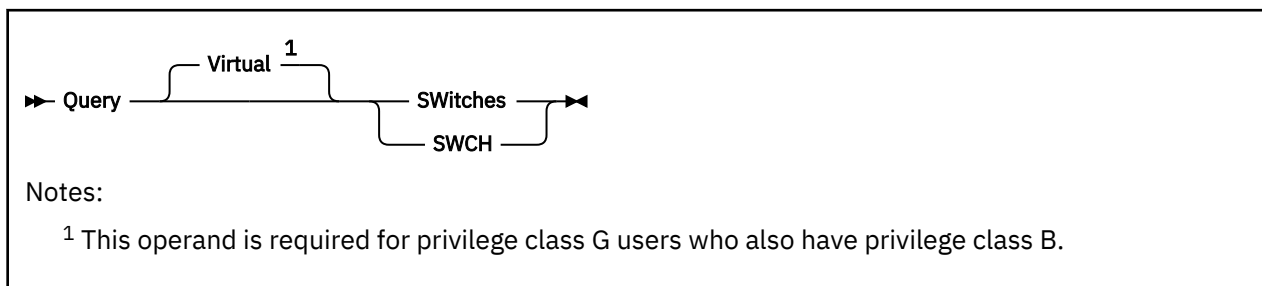 Virtual 1
Query SWitches
SWCH
Notes:
1 This operand is required for privilege class G users who also have privilege class B.